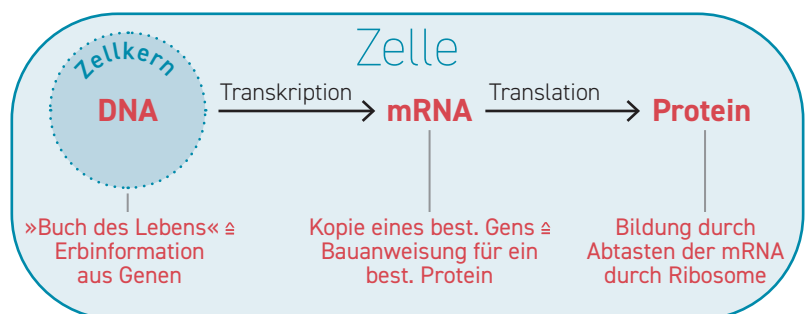 Zelle
Zellkern
DNA
Transkription
mRNA
Translation
Protein
»Buch des Lebens« ≙
Erbinformation
aus Genen
Kopie eines best. Gens ≙
Bauanweisung für ein
best. Protein
Bildung durch
Abtasten der mRNA
durch Ribosome